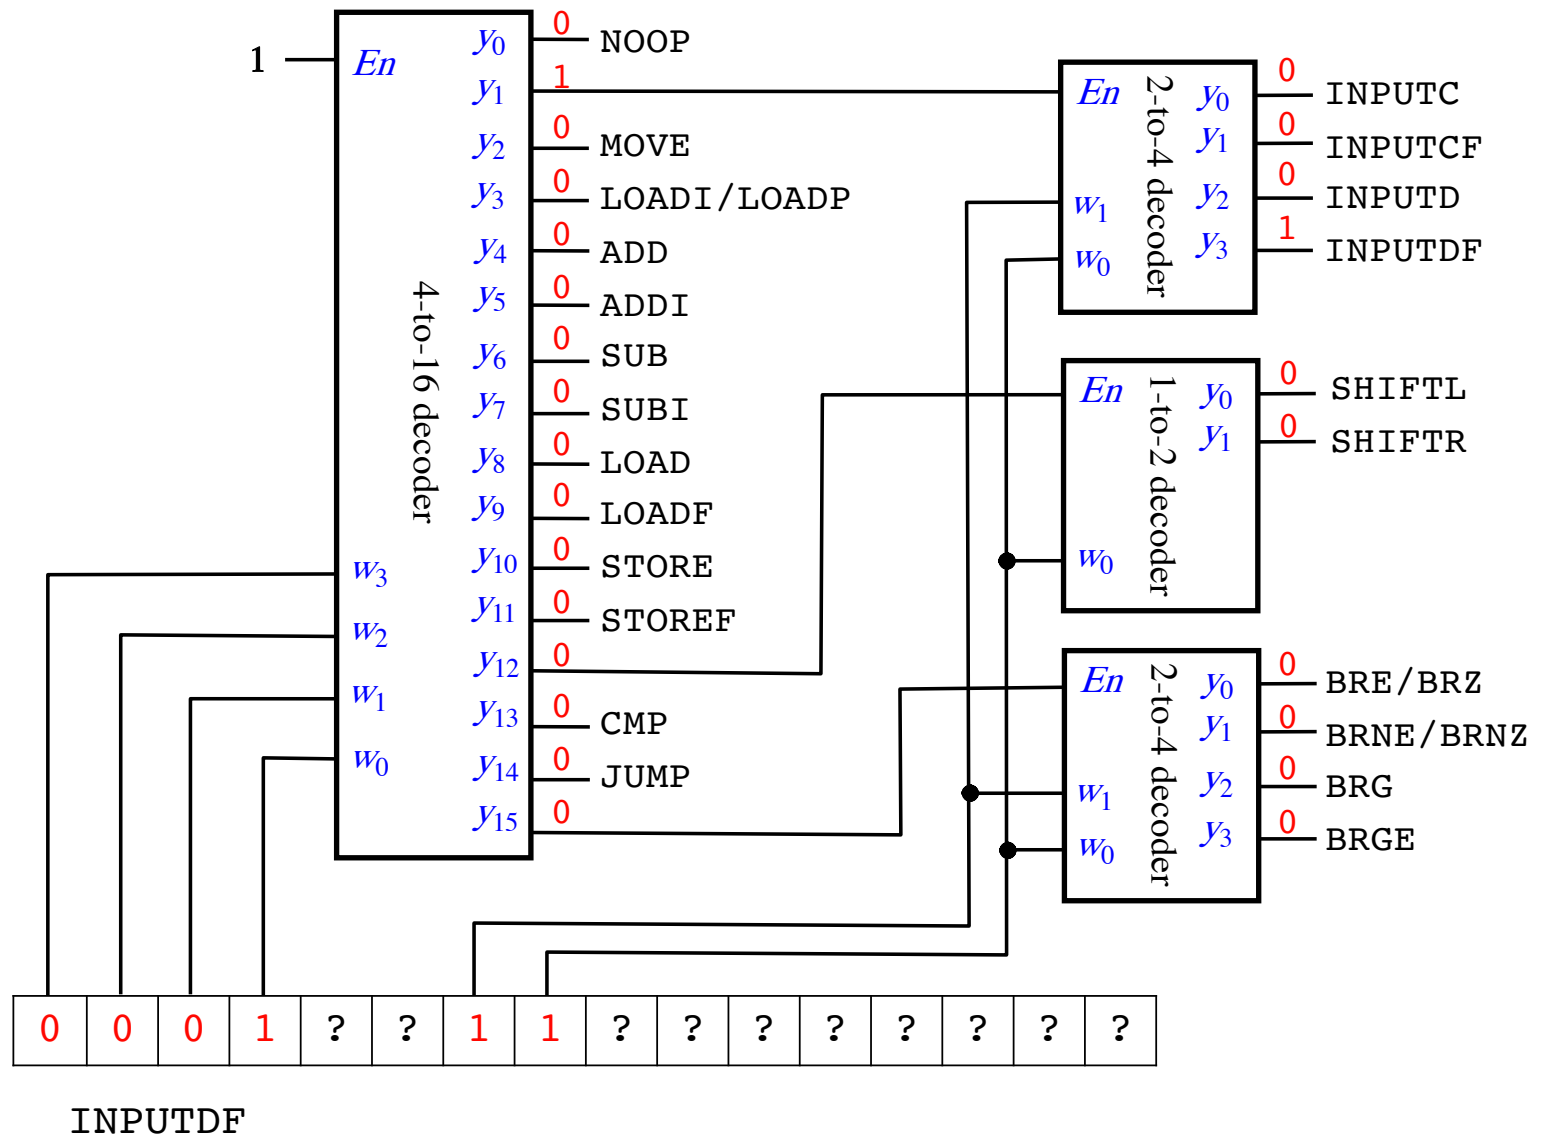 1
En
4-to-16 decoder
w3
w2
w1
w0
y0 0 NOOP
y1 1
y2 0 MOVE
y3 0 LOADI/LOADP
y4 0 ADD
y5 0 ADDI
y6 0 SUB
y7 0 SUBI
y8 0 LOAD
y9 0 LOADF
y10 0 STORE
y11 0 STOREF
y12 0
y13 0 CMP
y14 0 JUMP
y15 0
En
w1
w0
2-to-4 decoder
y0 0 INPUTC
y1 0 INPUTCF
y2 0 INPUTD
y3 1 INPUTDF
En
w0
1-to-2 decoder
y0 0 SHIFTL
y1 0 SHIFTR
En
w1
w0
2-to-4 decoder
y0 0 BRE/BRZ
y1 0 BRNE/BRNZ
y2 0 BRG
y3 0 BRGE
0 0 0 1 ? ? 1 1 ? ? ? ? ? ? ? ?
INPUTDF